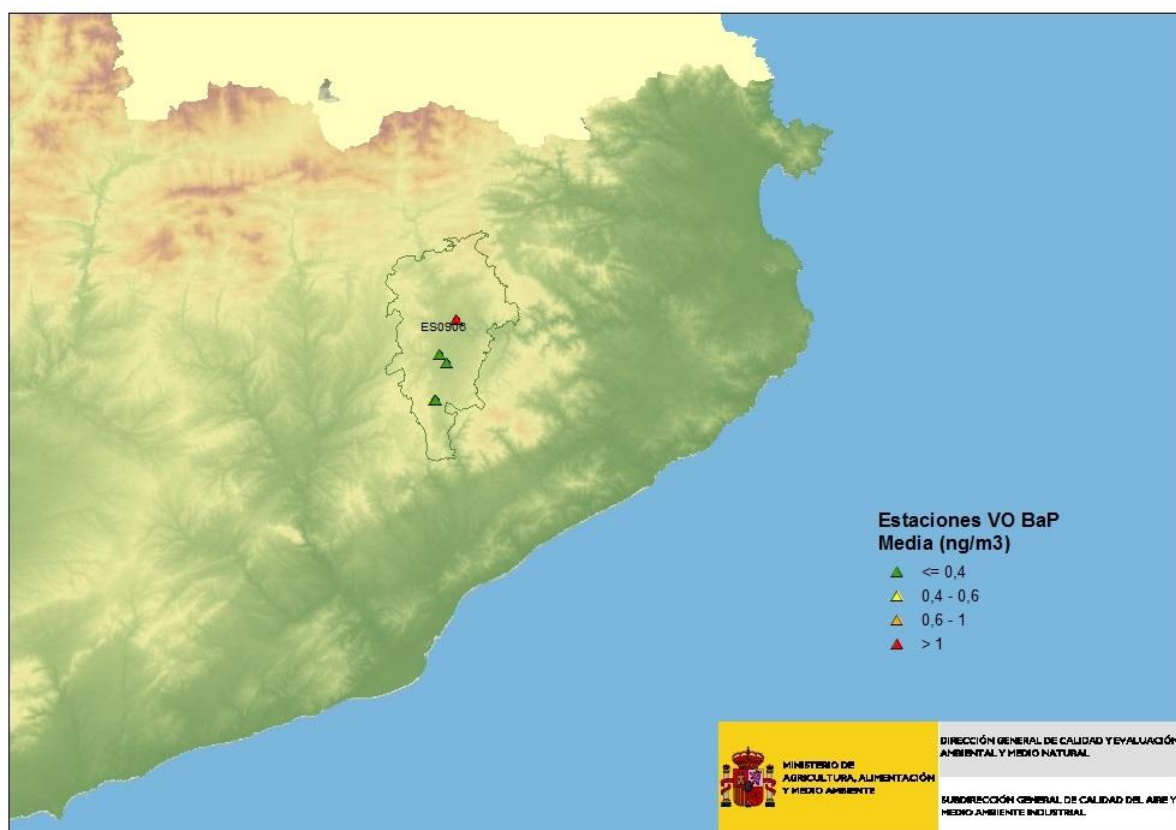 ES0906
Estaciones VO BaP
Media (ng/m3)
<= 0,4
0,4 - 0,6
0,6 - 1
> 1
MINISTERIO DE
AGRICULTURA, ALIMENTACIÓN
Y MEDIO AMBIENTE
DIRECCIÓN GENERAL DE CALIDAD Y EVALUACIÓN
AMBIENTAL Y MEDIO NATURAL
SUBDIRECCIÓN GENERAL DE CALIDAD DEL AIRE Y
MEDIO AMBIENTE INDUSTRIAL